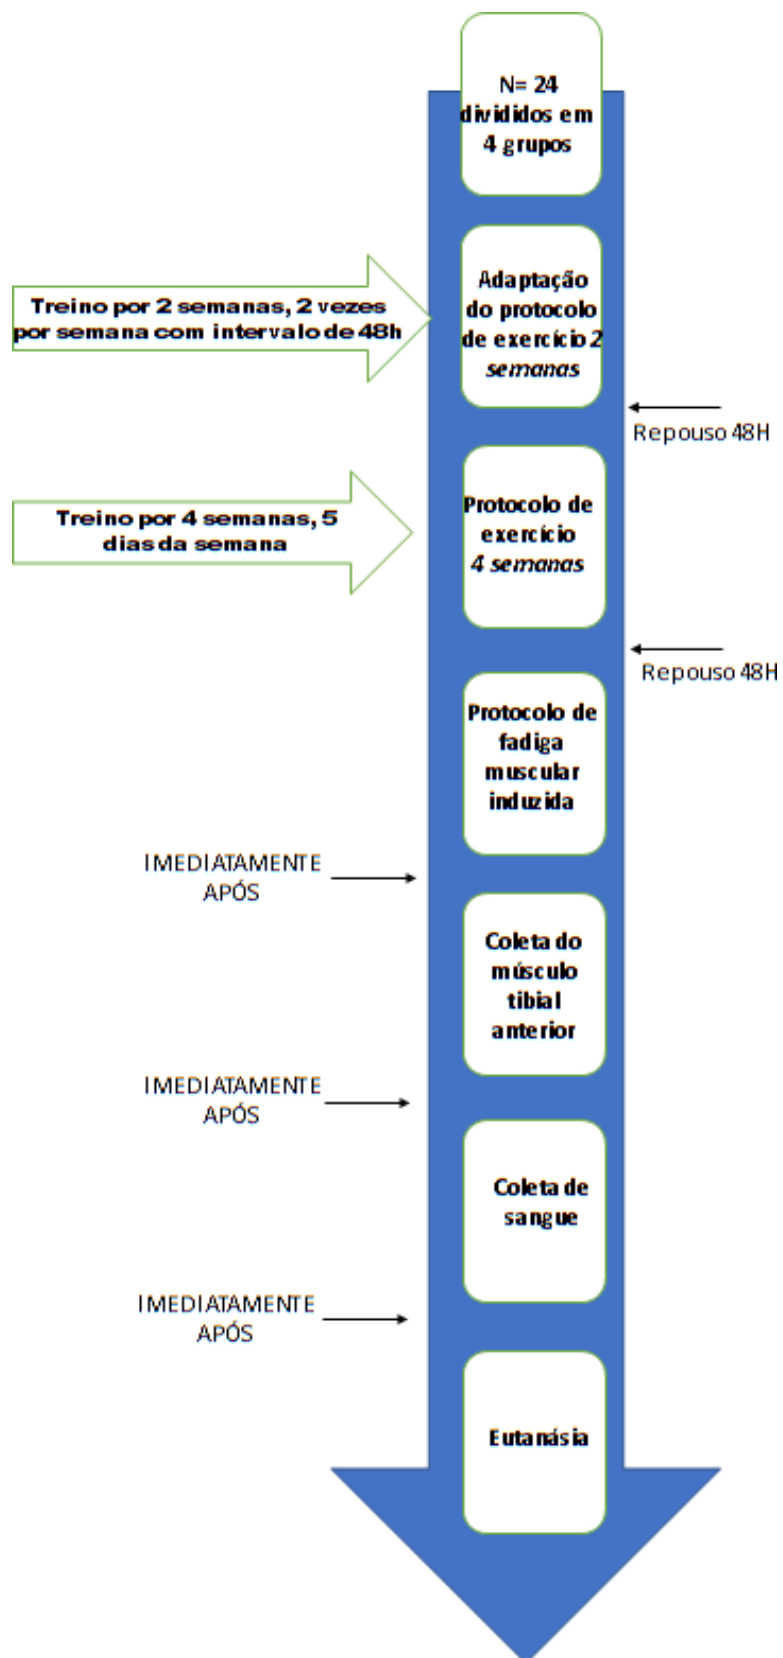 N= 24
divididos em
4 grupos
Treino por 2 semanas, 2 vezes
por semana com intervalo de 48h
Adaptação
do protocolo
de exercício 2
semanas
Repouso 48H
Treino por 4 semanas, 5
dias da semana
Protocolo de
exercício
4 semanas
Repouso 48H
Protocolo de
fadiga
muscular
induzida
IMEDIATAMENTE
APÓS
Coleta do
músculo
tibial
anterior
IMEDIATAMENTE
APÓS
Coleta de
sangue
IMEDIATAMENTE
APÓS
Eutanásia